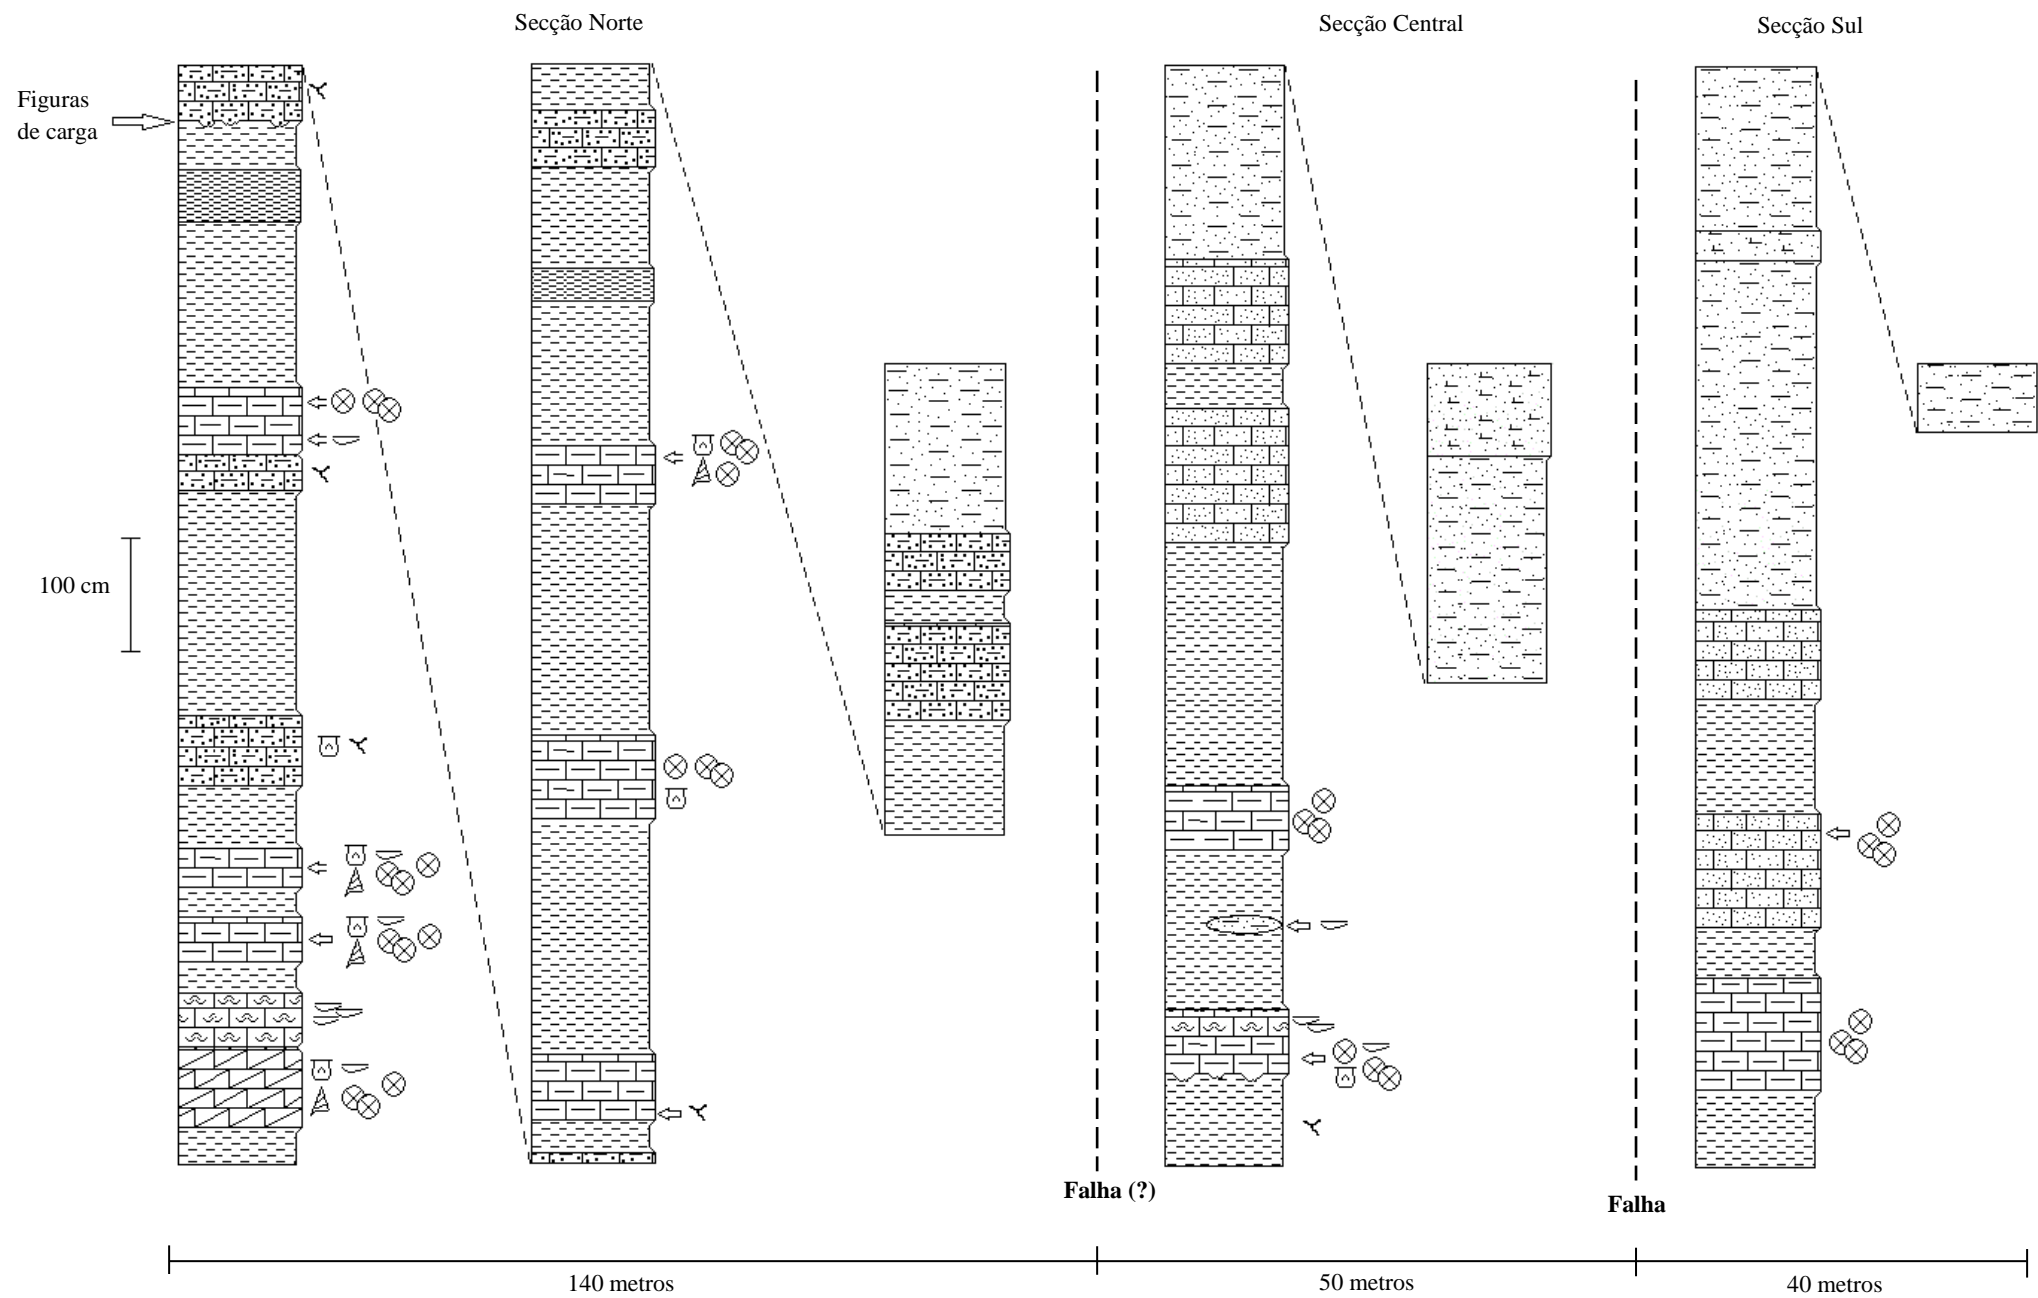 Secção Norte
Secção Central
Secção Sul
Figuras
de carga
100 cm
Falha (?)
Falha
140 metros
50 metros
40 metros